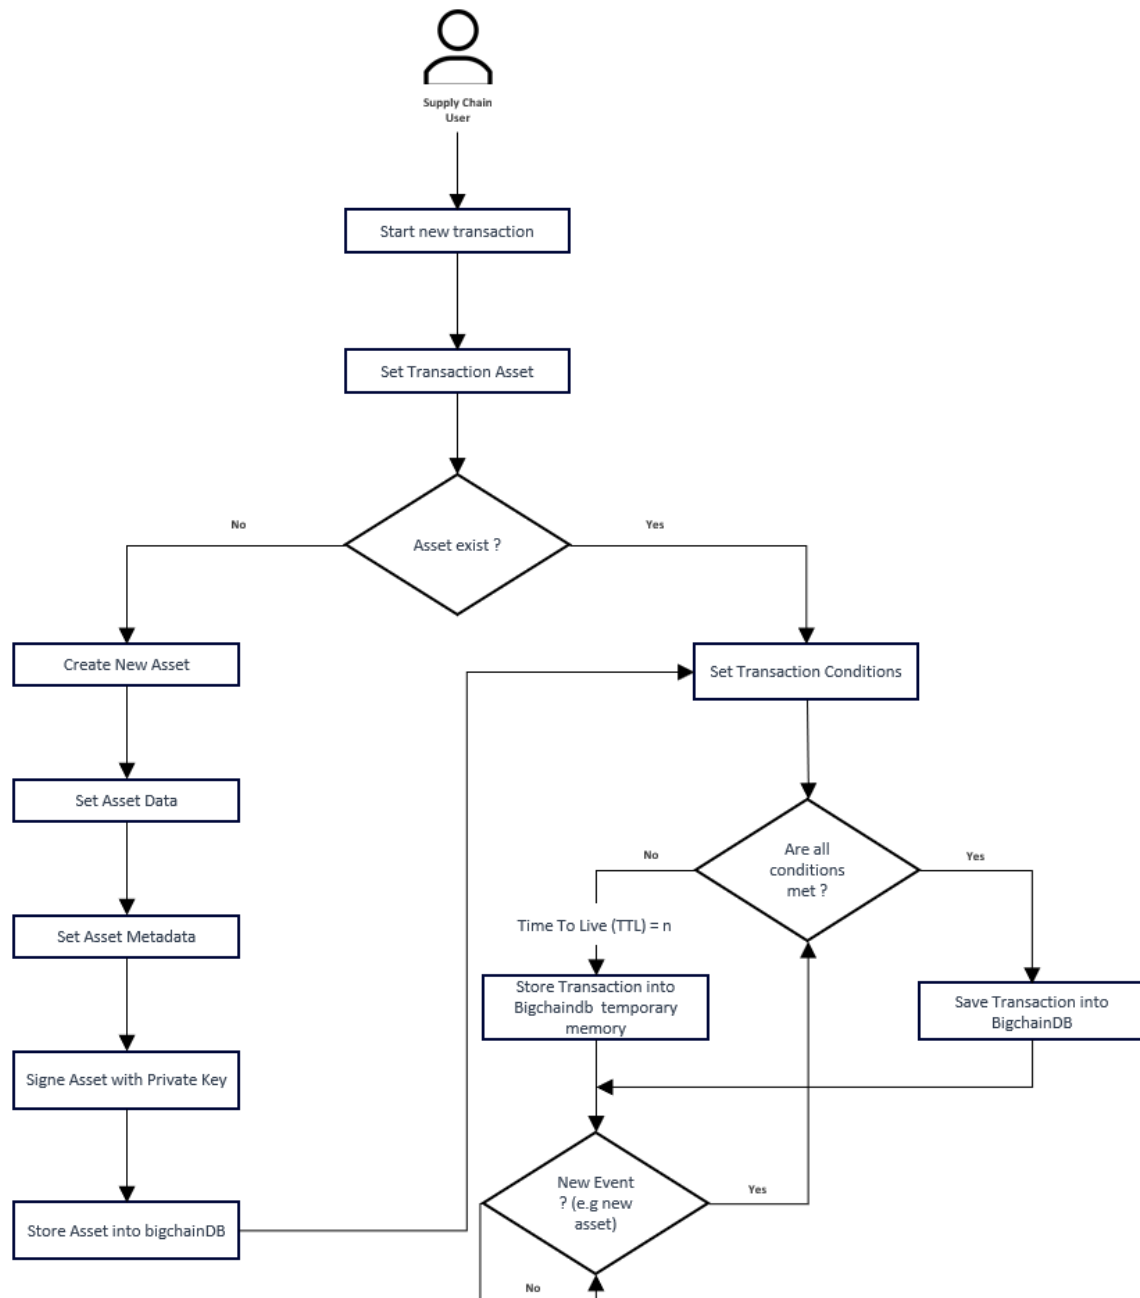 Supply Chain
User
Start new transaction
Set Transaction Asset
No
Yes
Asset exist ?
Create New Asset
Set Transaction Conditions
Set Asset Data
Are all
conditions
met ?
No
Yes
Time To Live (TTL) = n
Set Asset Metadata
Store Transaction into
Bigchaindb temporary
memory
Save Transaction into
BigchainDB
Signe Asset with Private Key
New Event
? (e.g new
asset)
Yes
Store Asset into bigchainDB
No